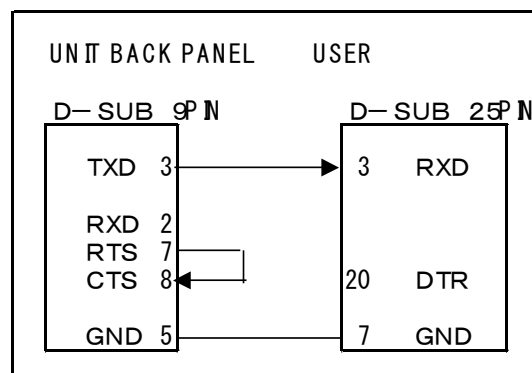 UNIT BACK PANEL USER
D-SUB 9PIN D-SUB 25PIN
TXD 3 3 RXD
RXD 2
RTS 7
CTS 8 20 DTR
GND 5 7 GND